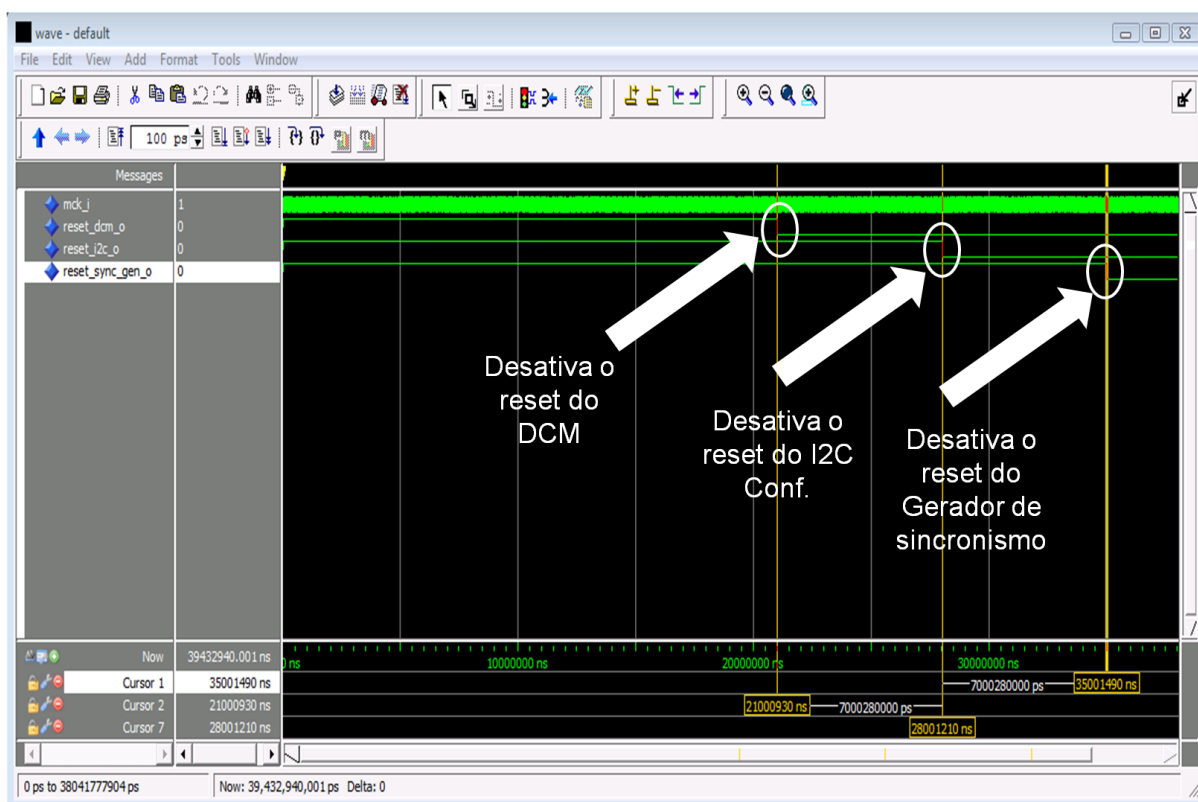 wave - default
File Edit View Add Format Tools Window
100 ps
Messages
mck_i 1
reset_dcm_o 0
reset_i2c_o 0
reset_sync_gen_o 0
Desativa o
reset do
DCM
Desativa o
reset do I2C
Conf.
Desativa o
reset do
Gerador de
sincronismo
Now 39432940.001 ns
0 ns 10000000 ns 20000000 ns 30000000 ns
Cursor 1 35001490 ns 7000280000 ps 35001490 ns
Cursor 2 21000930 ns 21000930 ns 7000280000 ps
Cursor 7 28001210 ns 28001210 ns
0 ps to 38041777904 ps Now: 39,432,940,001 ps Delta: 0